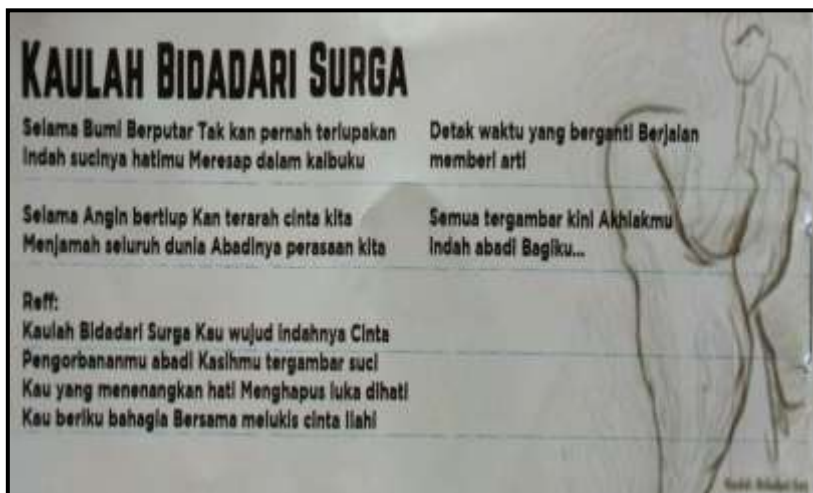 KAULAH BIDADARI SURGA
Selama Bumi Berputar Tak kan pernah terlupakan
Indah sucinya hatimu Meresap dalam kalbuku
Selama Angin bertiup Kan terarah cinta kita
Menjamah seluruh dunia Abadinya perasaan kita
Reff:
Kaulah Bidadari Surga Kau wujud indahnya Cinta
Pengorbananmu abadi Kasihmu tergambar suci
Kau yang menenangkan hati Menghapus luka dihati
Kau beriku bahagia Bersama melukis cinta Ilahi
Detak waktu yang berganti Berjalan
memberi arti
Semua tergambar kini Akhlakmu
Indah abadi Bagiku...